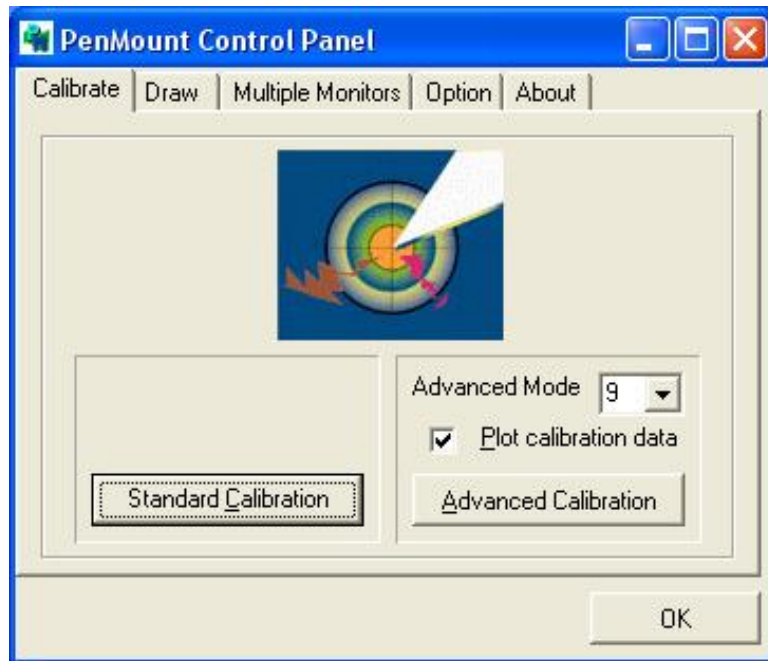 PenMount Control Panel
Calibrate Draw Multiple Monitors Option About
Advanced Mode 9
Plot calibration data
Standard Calibration Advanced Calibration
OK